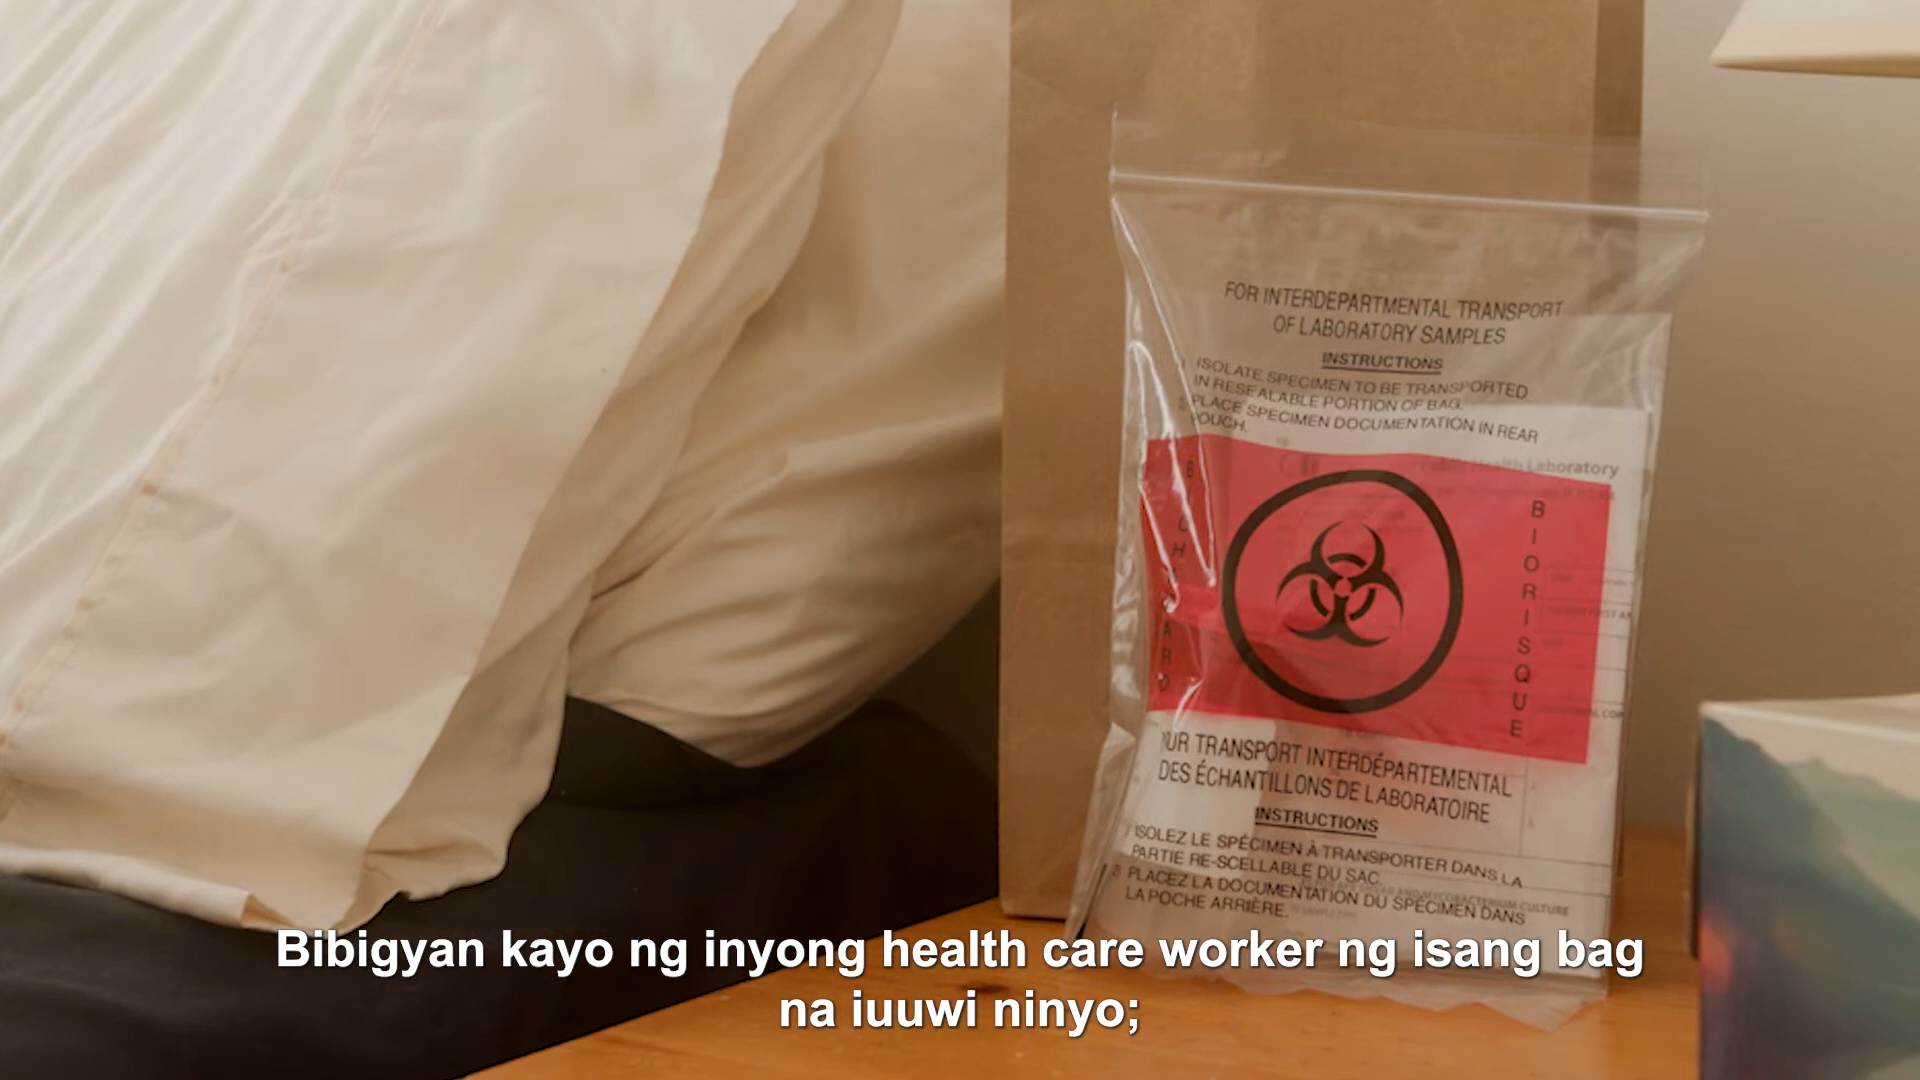 FOR INTERDEPARTMENTAL TRANSPORT
OF LABORATORY SAMPLES
INSTRUCTIONS
ISOLATE SPECIMEN TO BE TRANSPORTED
IN RESEALABLE PORTION OF BAG.
PLACE SPECIMEN DOCUMENTATION IN REAR
POUCH.
Health Laboratory
BIORISQUE
UR TRANSPORT INTERDÉPARTEMENTAL
DES ÉCHANTILLONS DE LABORATOIRE
INSTRUCTIONS
ISOLEZ LE SPÉCIMEN À TRANSPORTER DANS LA
PARTIE RE-SCELLABLE DU SAC.
2) PLACEZ LA DOCUMENTATION DU SPECIMEN DANS
LA POCHE ARRIÈRE.
Bibigyan kayo ng inyong health care worker ng isang bag
na iuuwi ninyo;